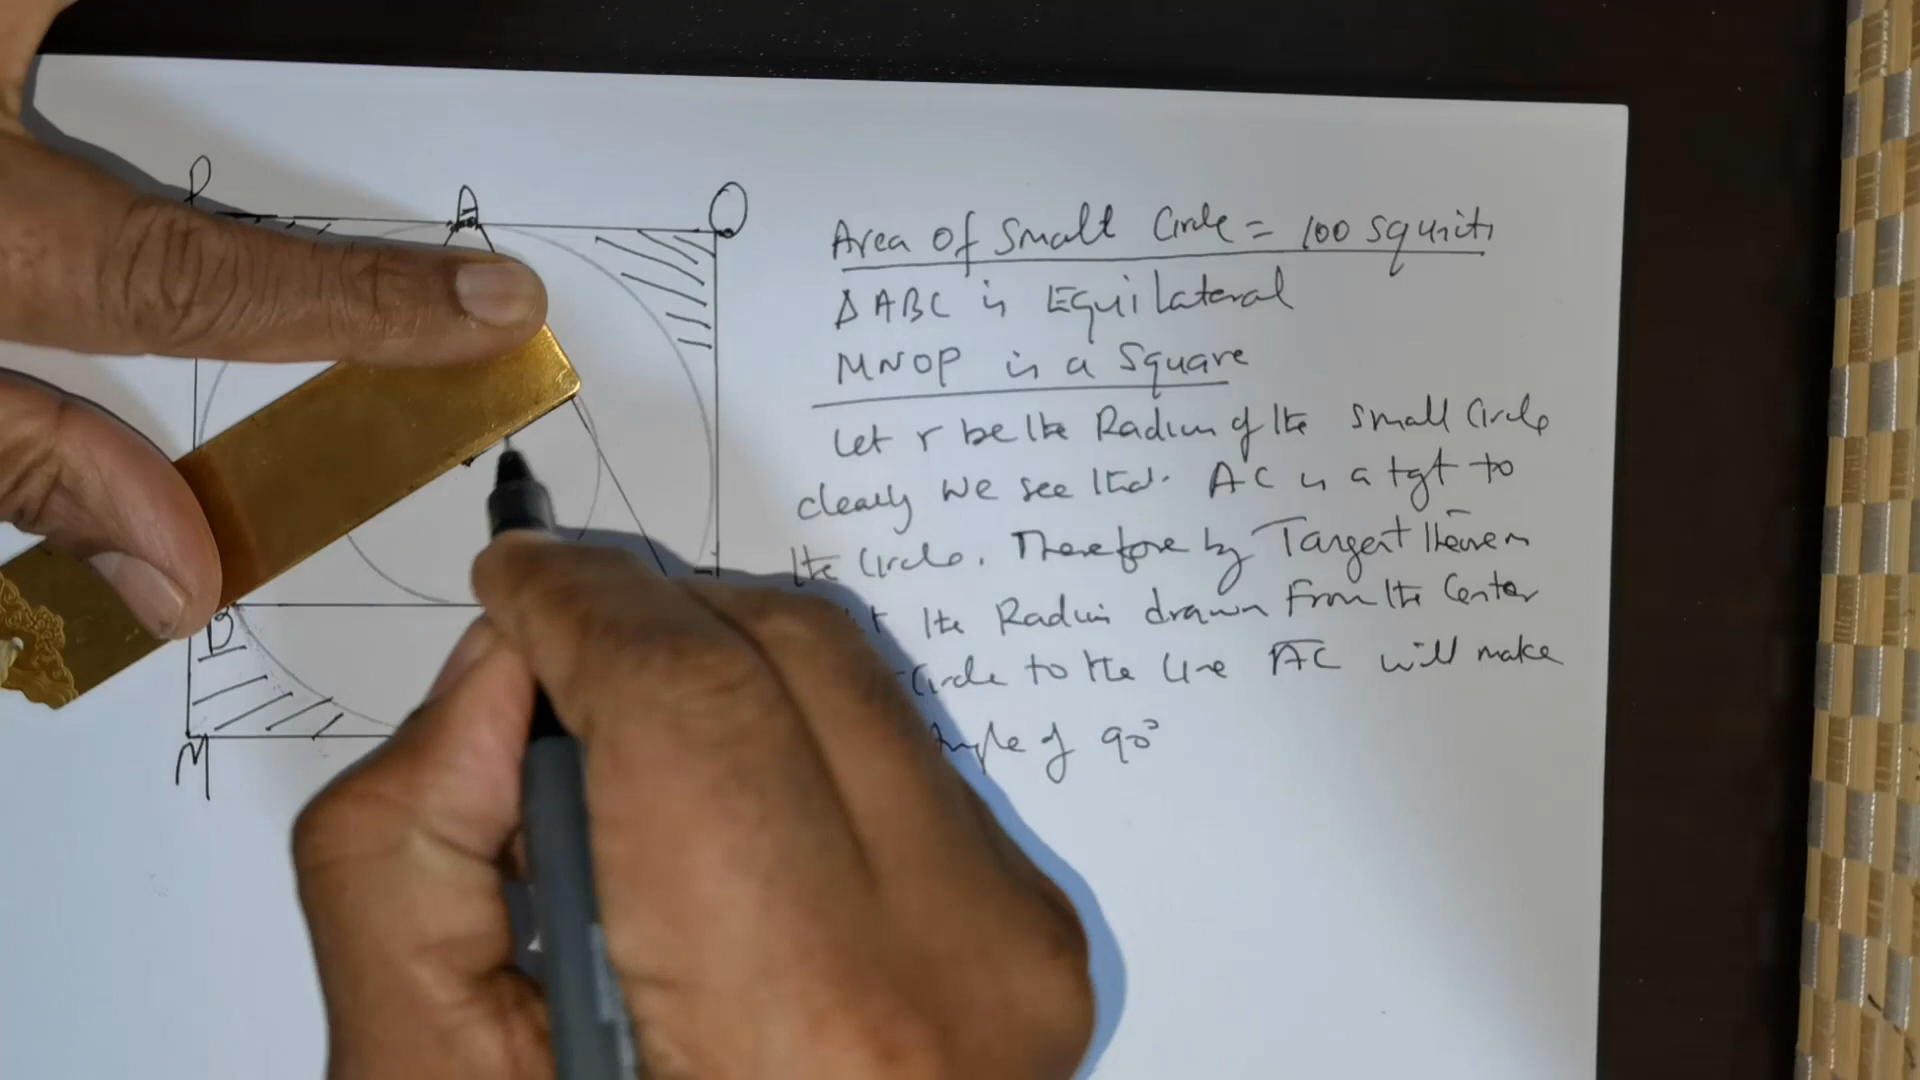 P
A
O
Area of Small Circle = 100 squnits
Δ ABC is Equilateral
MNOP is a Square
Let r be the Radius of the small Circle
clearly we see that. AC is a tgt to
the Circle. Therefore by Tangent Theorem
the Radius drawn from the Center
Circle to the line AC will make
Angle of 90°
B
M